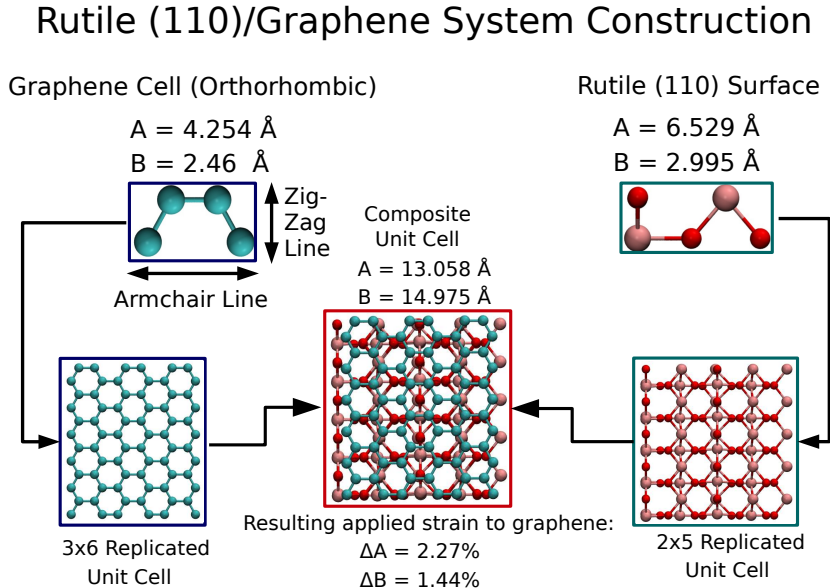 Rutile (110)/Graphene System Construction
Graphene Cell (Orthorhombic)
A = 4.254 Å
B = 2.46 Å
Zig-
Zag
Line
Armchair Line
Rutile (110) Surface
A = 6.529 Å
B = 2.995 Å
Composite
Unit Cell
A = 13.058 Å
B = 14.975 Å
3x6 Replicated
Unit Cell
Resulting applied strain to graphene:
ΔA = 2.27%
ΔB = 1.44%
2x5 Replicated
Unit Cell